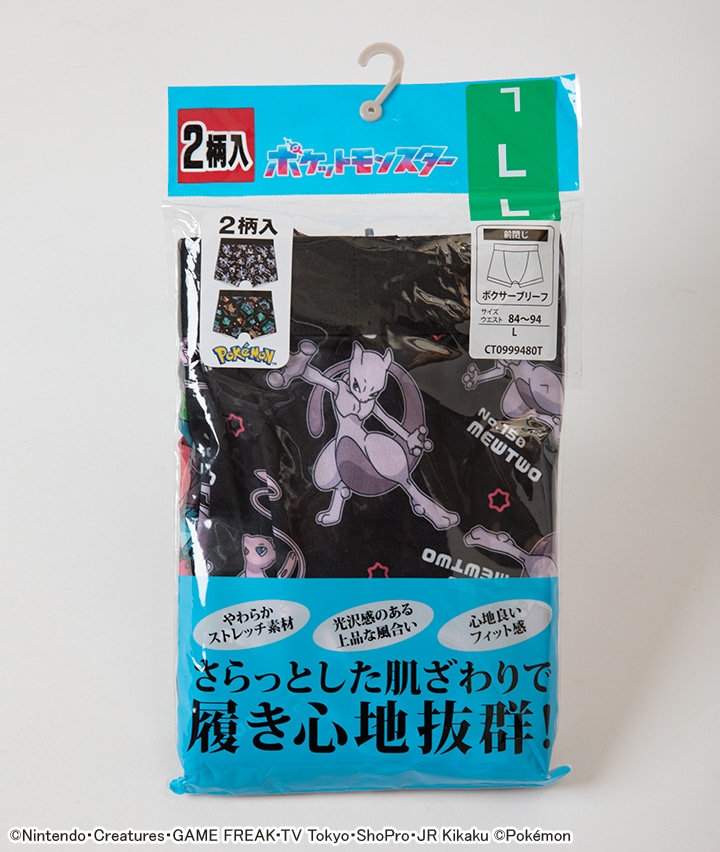 2柄入
ポケットモンスター
L
2柄入
POKéMON
前閉じ
ボクサーブリーフ
サイズ
ウエスト 84〜94
L
CT0999480T
No.150
MEWTWO
MEWTWO
やわらか
ストレッチ素材
光沢感のある
上品な風合い
心地良い
フィット感
さらっとした肌ざわりで
履き心地抜群!
©Nintendo・Creatures・GAME FREAK・TV Tokyo・ShoPro・JR Kikaku ©Pokémon